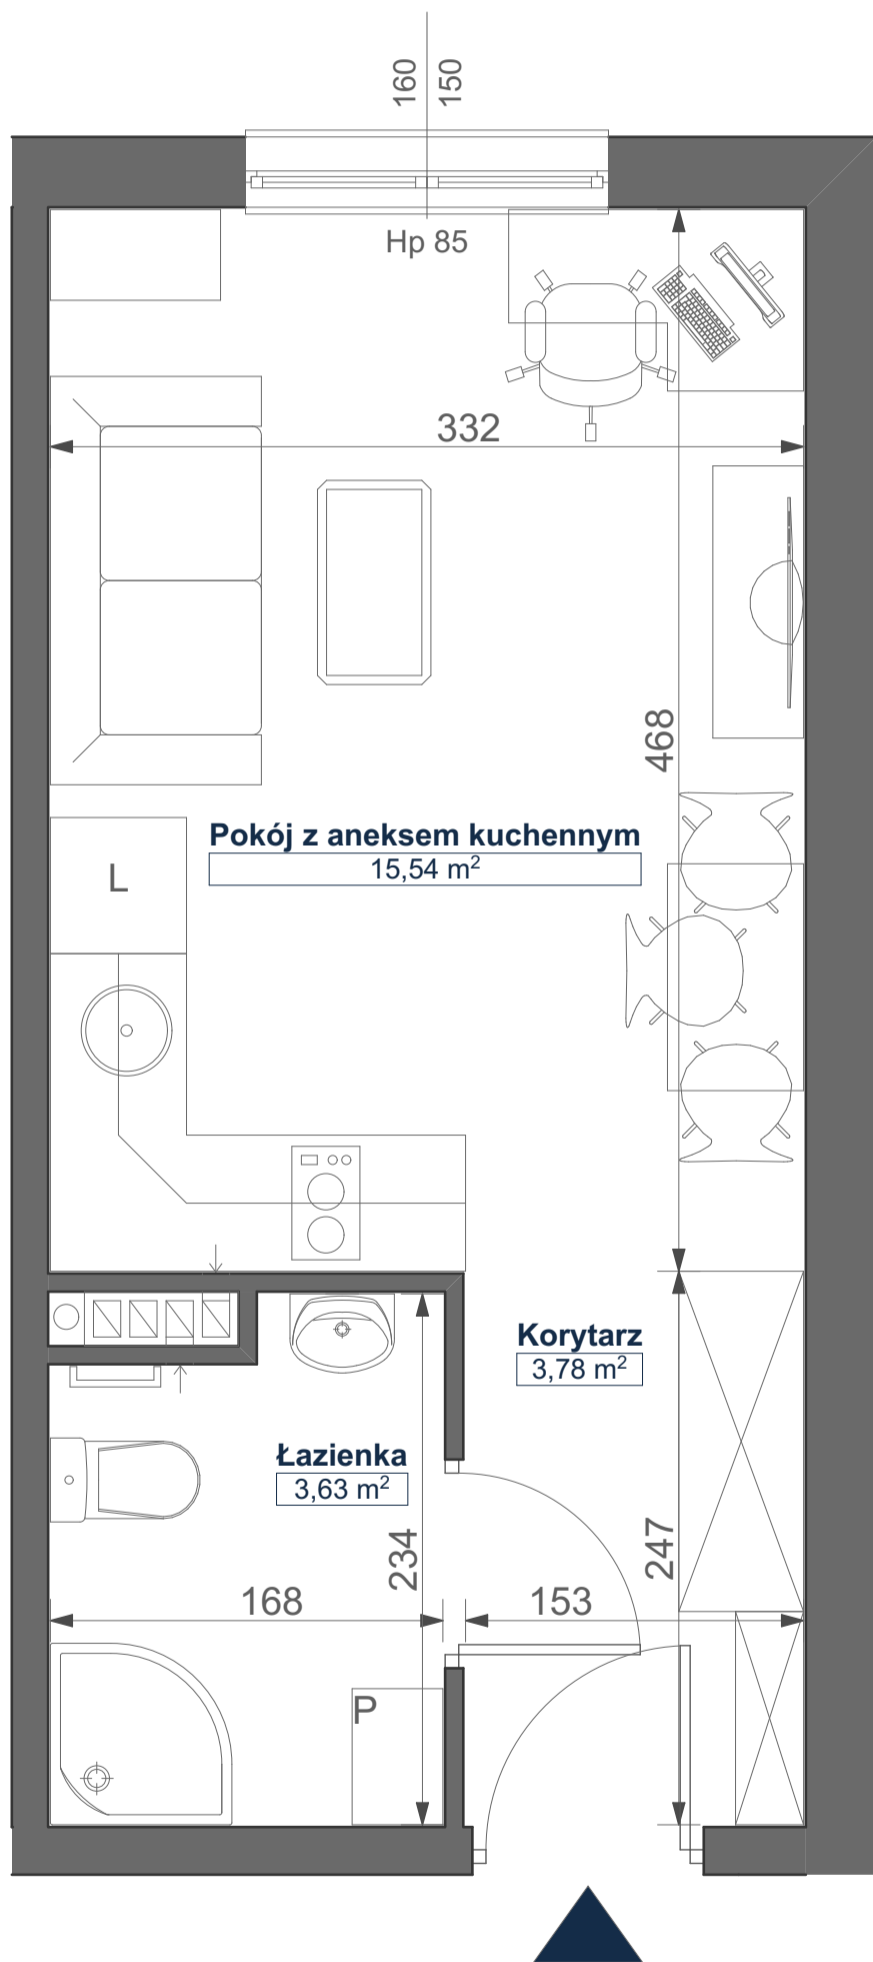 160
150
Hp 85
332
468
Pokój z aneksem kuchennym
15,54 m²
L
Korytarz
3,78 m²
Łazienka
3,63 m²
234
247
168
153
P